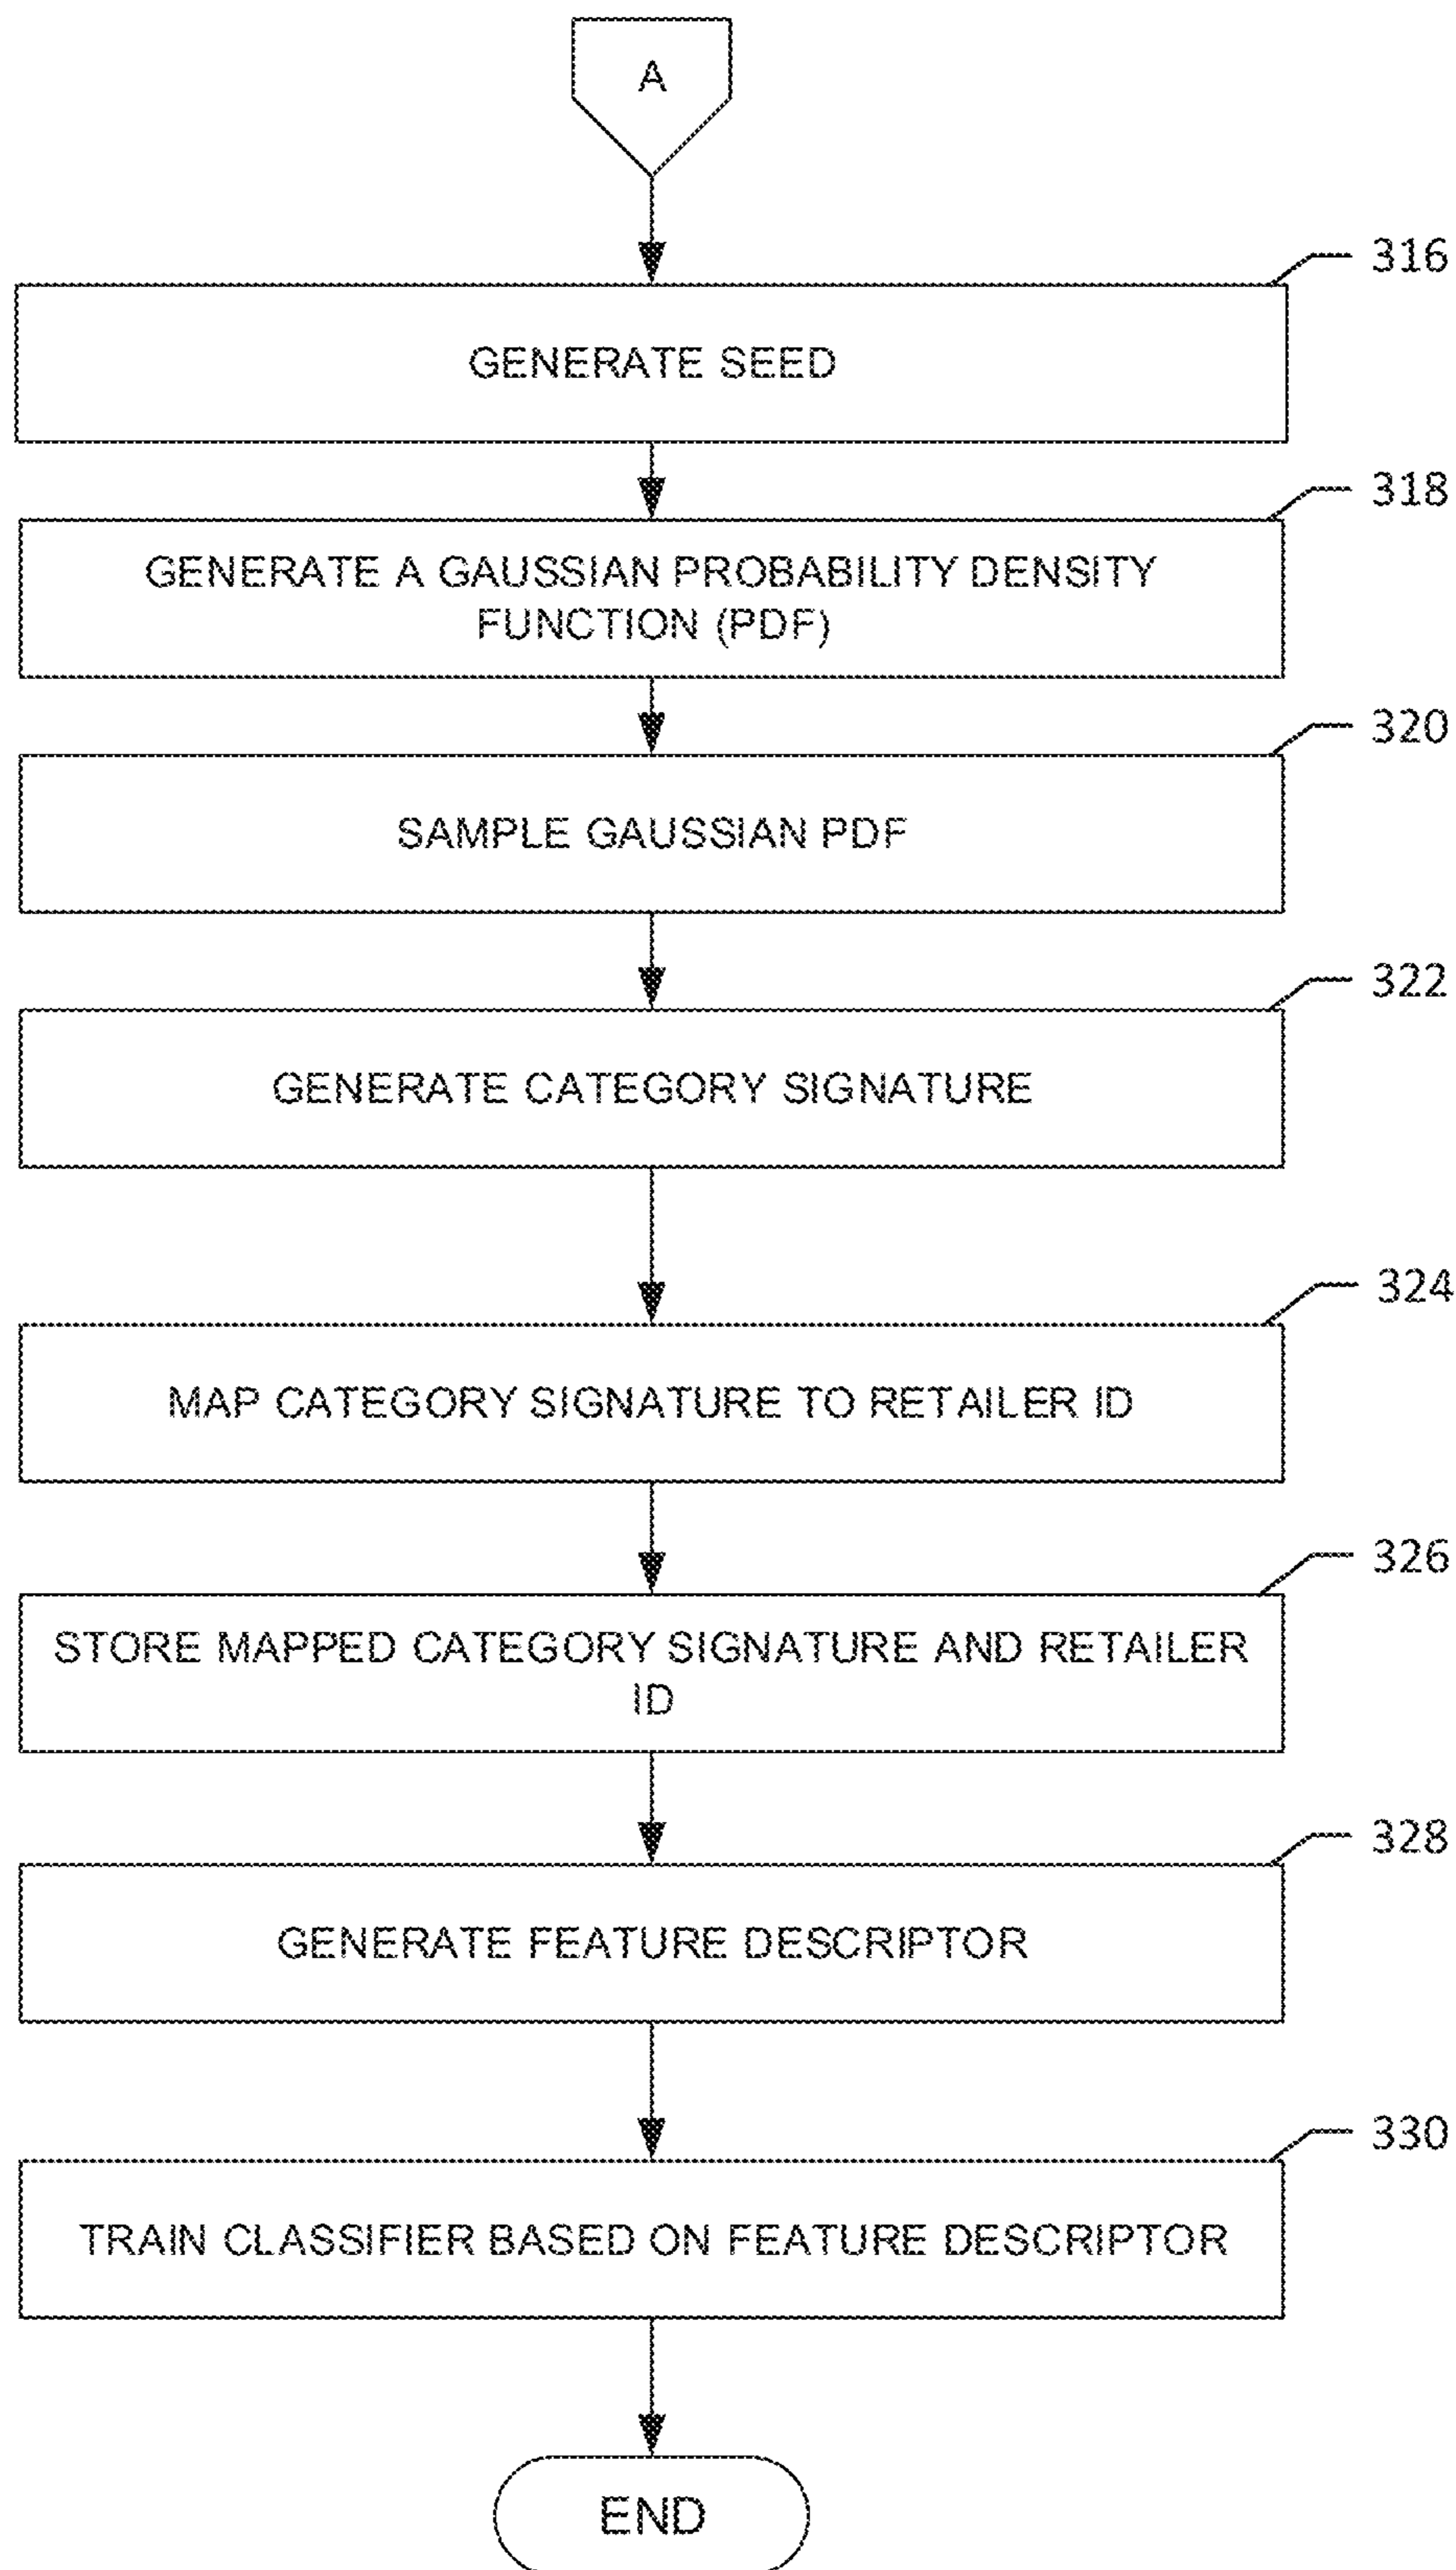 A
316
GENERATE SEED
318
GENERATE A GAUSSIAN PROBABILITY DENSITY
FUNCTION (PDF)
320
SAMPLE GAUSSIAN PDF
322
GENERATE CATEGORY SIGNATURE
324
MAP CATEGORY SIGNATURE TO RETAILER ID
326
STORE MAPPED CATEGORY SIGNATURE AND RETAILER
ID
328
GENERATE FEATURE DESCRIPTOR
330
TRAIN CLASSIFIER BASED ON FEATURE DESCRIPTOR
END